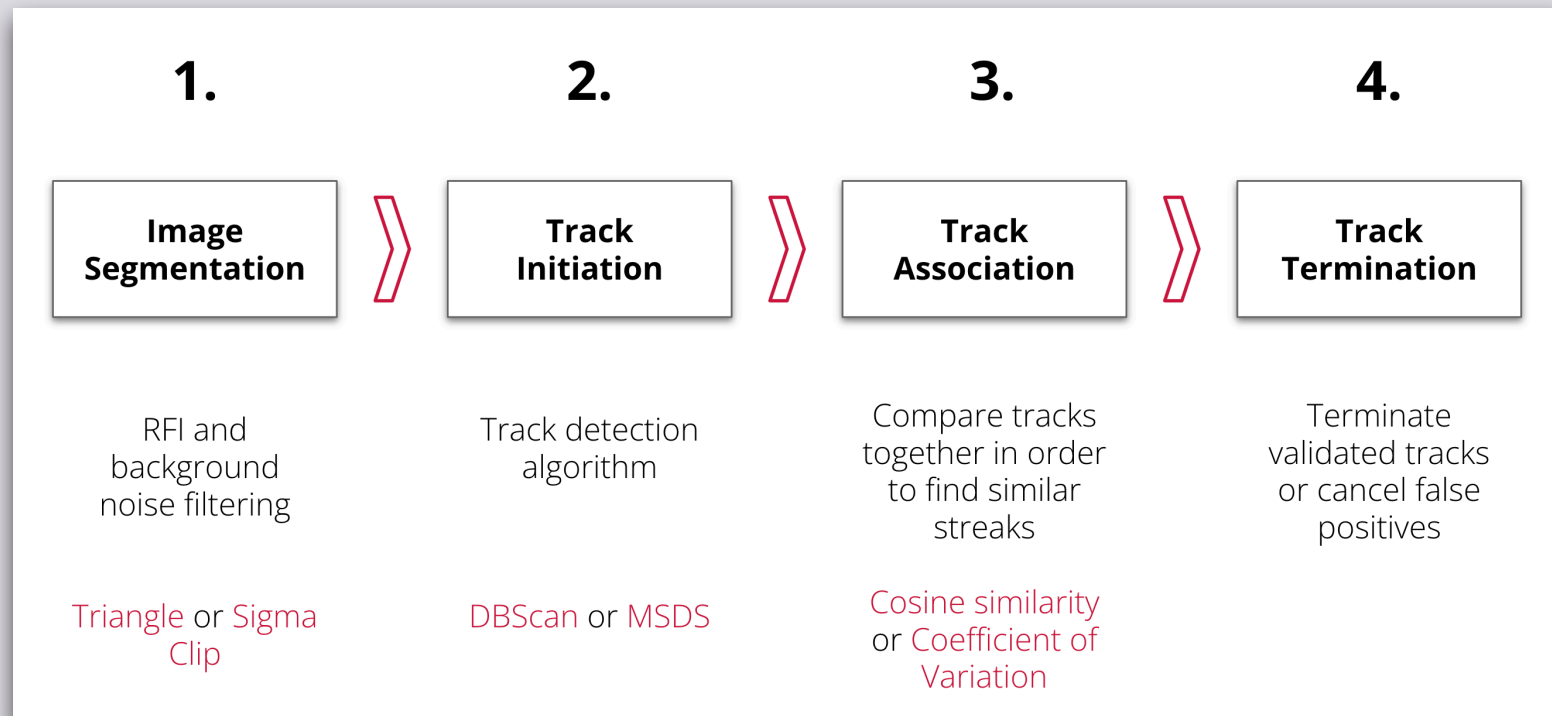 1.
2.
3.
4.
Image
Segmentation
Track
Initiation
Track
Association
Track
Termination
RFI and
background
noise filtering
Track detection
algorithm
Compare tracks
together in order
to find similar
streaks
Terminate
validated tracks
or cancel false
positives
Triangle or Sigma
Clip
DBScan or MSDS
Cosine similarity
or Coefficient of
Variation